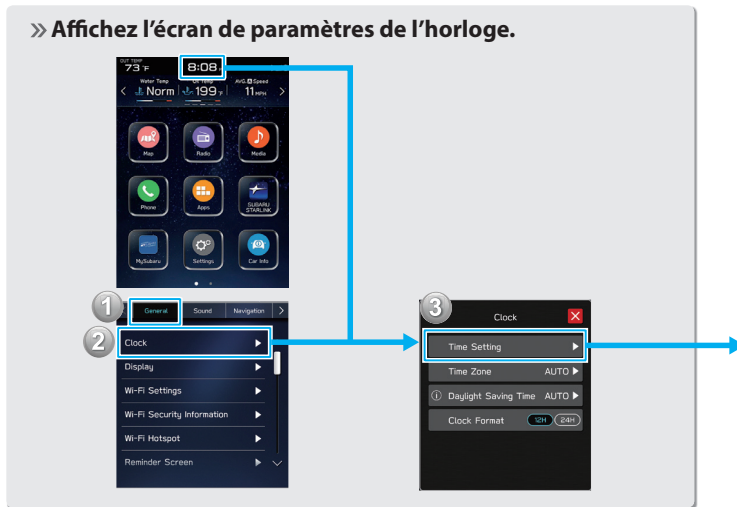 » Affichez l’écran de paramètres de l’horloge.
OUT TEMP
73 °F 8:08
Water Temp Oil Temp AVG. A Speed
Norm 199 °F 11 MPH
Map Radio Media
Phone Apps SUBARU
STARLINK
MySubaru Settings Car Info
1 General Sound Navigation
2 Clock
Display
Wi-Fi Settings
Wi-Fi Security Information
Wi-Fi Hotspot
Reminder Screen
3 Clock
Time Setting
Time Zone AUTO
Daylight Saving Time AUTO
Clock Format 12H 24H